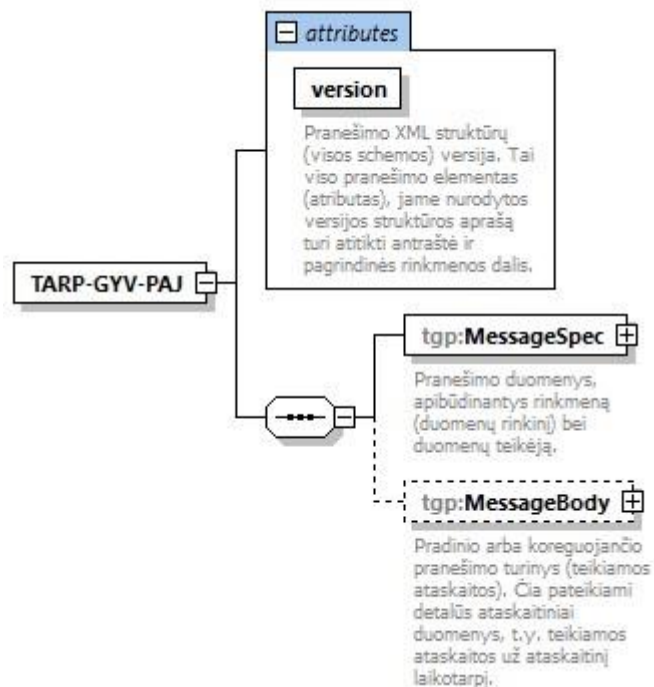 attributes
version
Pranešimo XML struktūrų
(visos schemos) versija. Tai
viso pranešimo elementas
(atributas), jame nurodytos
versijos struktūros aprašą
turi atitikti antraštė ir
pagrindinės rinkmenos dalis.
TARP-GYV-PAJ
tgp:MessageSpec
Pranešimo duomenys,
apibūdinantys rinkmeną
(duomenų rinkinį) bei
duomenų teikėją.
tgp:MessageBody
Pradinio arba koreguojančio
pranešimo turinys (teikiamos
ataskaitos). Čia pateikiami
detalūs ataskaitiniai
duomenys, t.y. teikiamos
ataskaitos už ataskaitinį
laikotarpį.